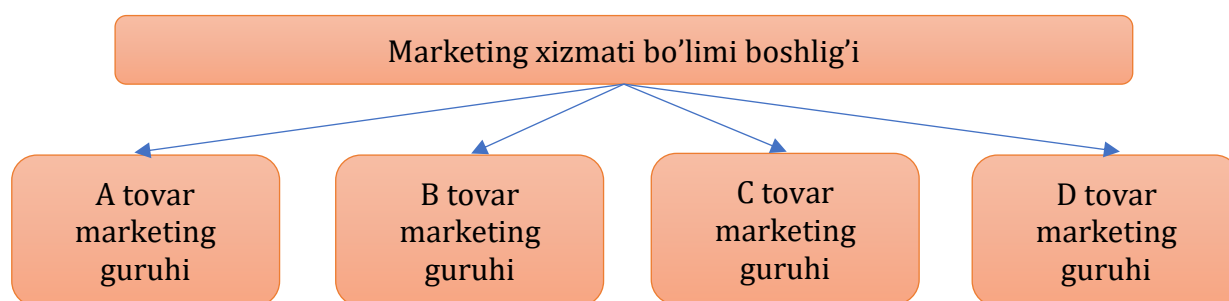 Marketing xizmati bo’limi boshlig’i
A tovar
marketing
guruhi
B tovar
marketing
guruhi
C tovar
marketing
guruhi
D tovar
marketing
guruhi